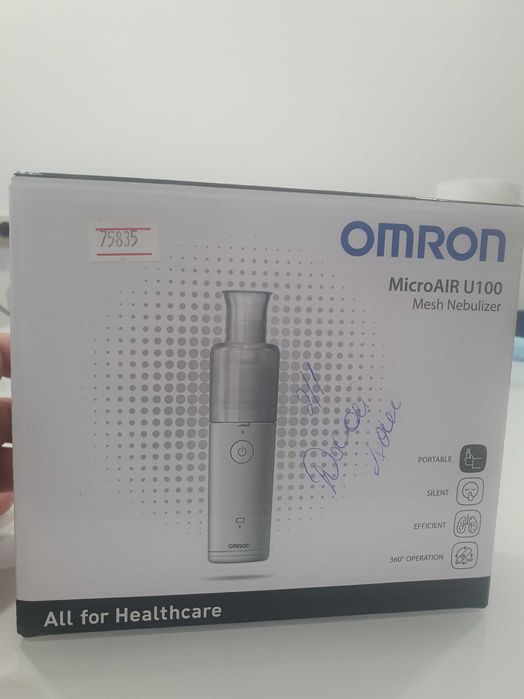 75835
OMRON
MicroAIR U100
Mesh Nebulizer
PORTABLE
SILENT
EFFICIENT
360° OPERATION
OMRON
All for Healthcare